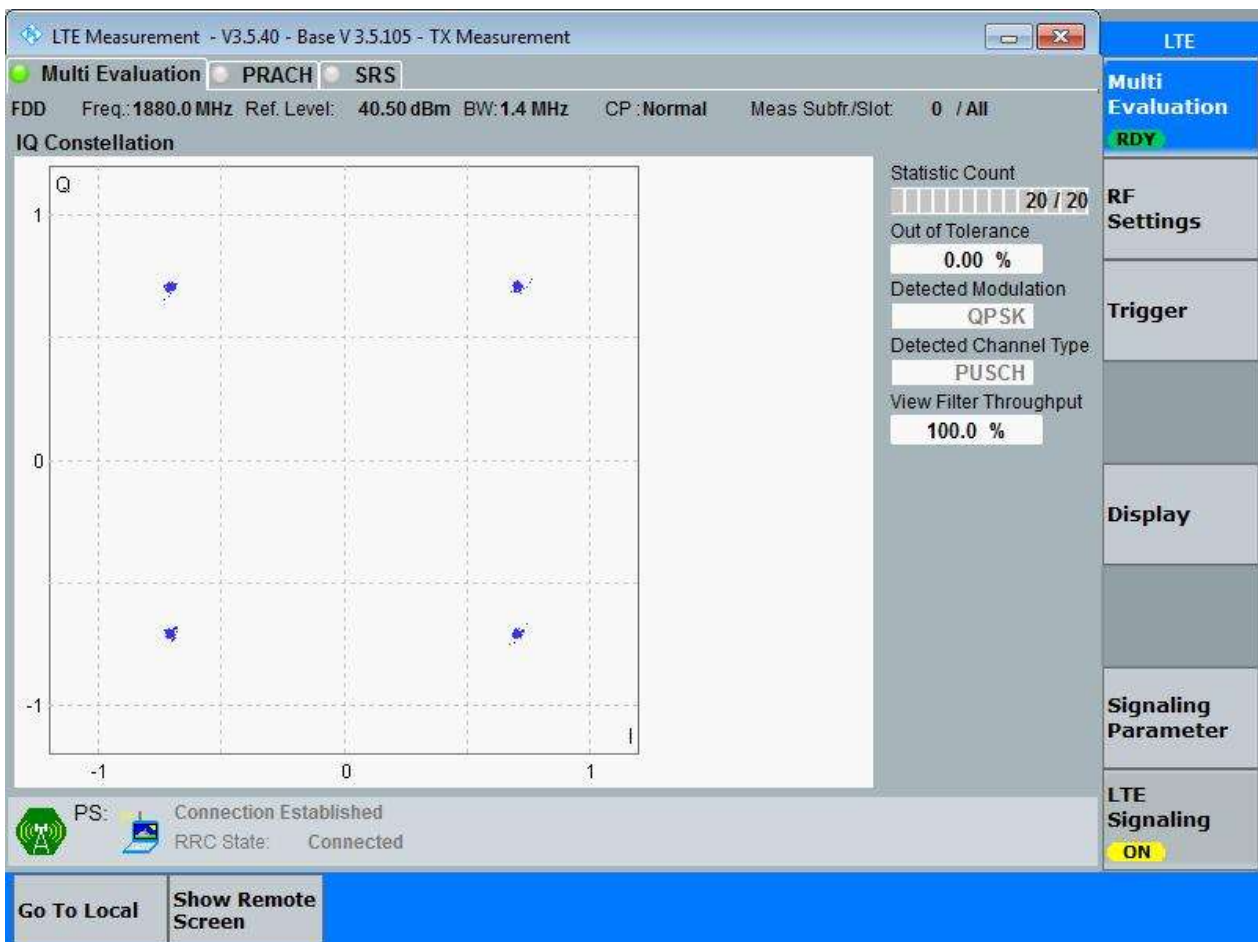 LTE Measurement - V3.5.40 - Base V 3.5.105 - TX Measurement
Multi Evaluation PRACH SRS
FDD Freq.: 1880.0 MHz Ref. Level: 40.50 dBm BW: 1.4 MHz CP : Normal Meas Subfr./Slot: 0 / All
IQ Constellation
Q
1
0
-1
-1 0 1
I
Statistic Count
20 / 20
Out of Tolerance
0.00 %
Detected Modulation
QPSK
Detected Channel Type
PUSCH
View Filter Throughput
100.0 %
PS: Connection Established
RRC State: Connected
LTE
Multi
Evaluation
RDY
RF
Settings
Trigger
Display
Signaling
Parameter
LTE
Signaling
ON
Go To Local
Show Remote
Screen